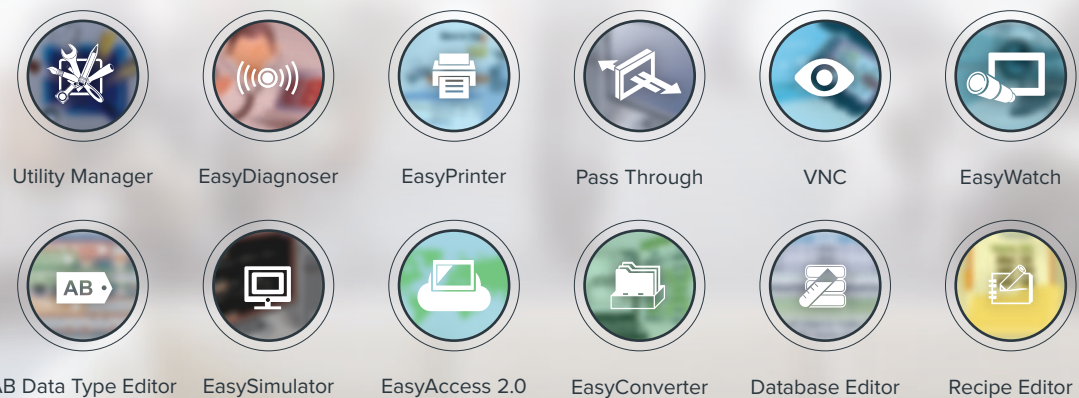 Utility Manager
EasyDiagnoser
EasyPrinter
Pass Through
VNC
EasyWatch
AB
AB Data Type Editor
EasySimulator
EasyAccess 2.0
EasyConverter
Database Editor
Recipe Editor